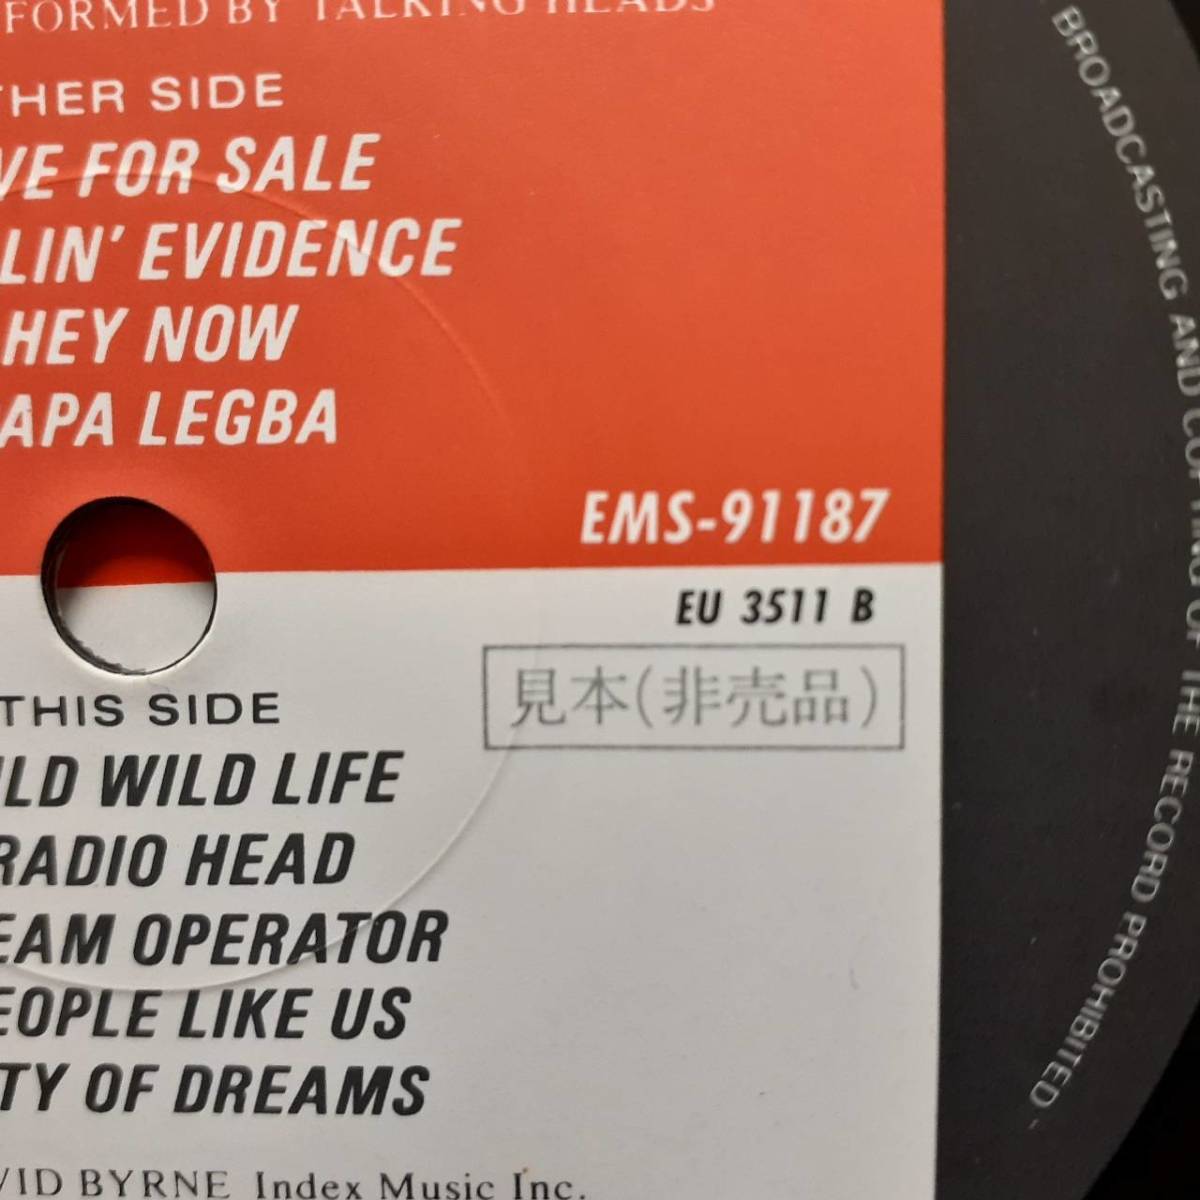 FORMED BY TALKING HEADS
THER SIDE
VE FOR SALE
LIN' EVIDENCE
HEY NOW
APA LEGBA
EMS-91187
EU 3511 B
見本(非売品)
THIS SIDE
ILD WILD LIFE
RADIO HEAD
EAM OPERATOR
EOPLE LIKE US
TY OF DREAMS
VID BYRNE Index Music Inc.
BROADCASTING AND COPYING OF THE RECORD PROHIBITED -